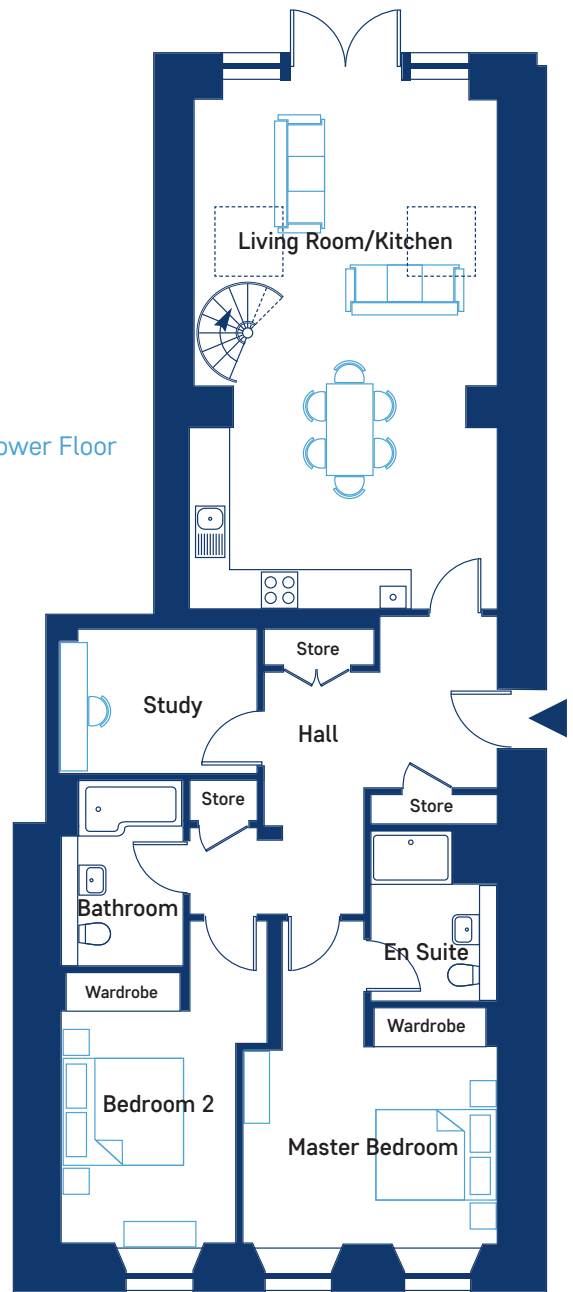 Living Room/Kitchen
ower Floor
Store
Study
Hall
Store
Store
Bathroom
En Suite
Wardrobe
Wardrobe
Bedroom 2
Master Bedroom